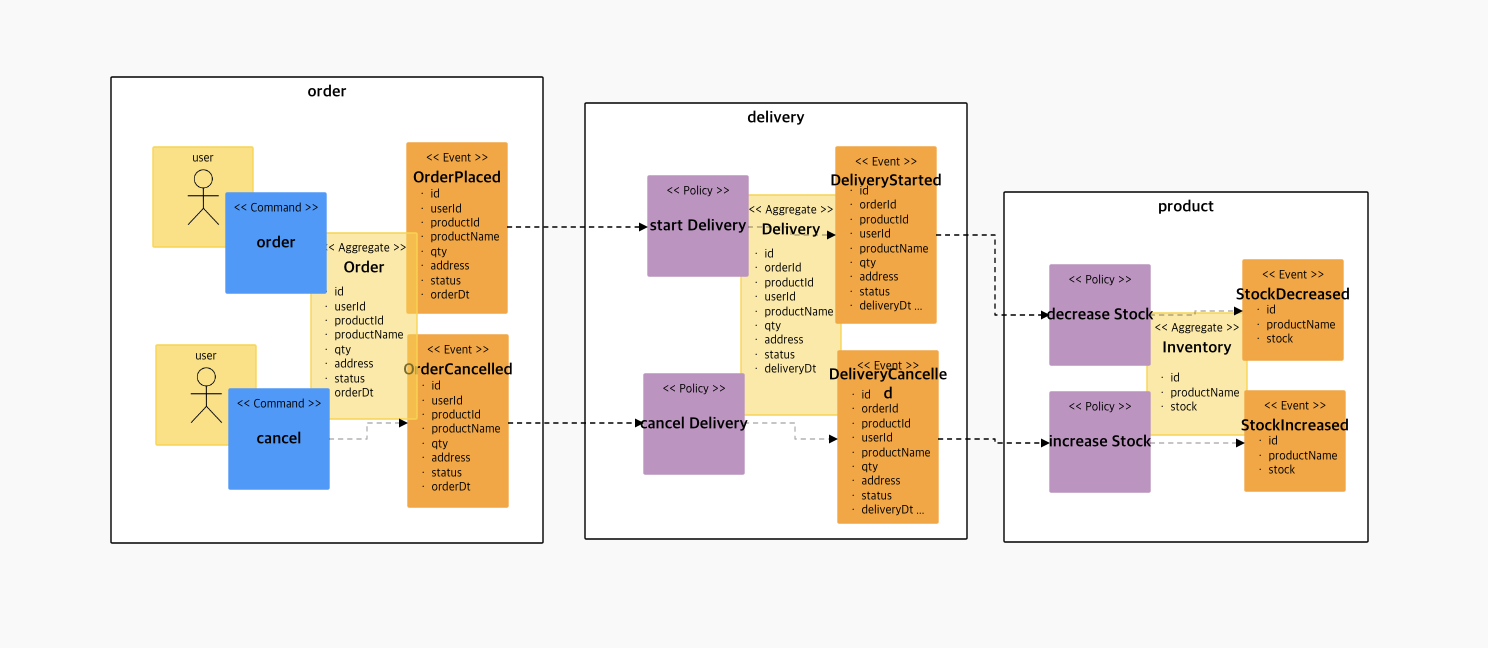 order
user
<< Command >>
order
<< Aggregate >>
Order
· id
· userId
· productId
· productName
· qty
· address
· status
· orderDt
<< Event >>
OrderPlaced
· id
· userId
· productId
· productName
· qty
· address
· status
· orderDt
user
<< Command >>
cancel
<< Event >>
OrderCancelled
· id
· userId
· productId
· productName
· qty
· address
· status
· orderDt
delivery
<< Policy >>
start Delivery
<< Aggregate >>
Delivery
· id
· orderId
· productId
· userId
· productName
· qty
· address
· status
· deliveryDt
<< Event >>
DeliveryStarted
· id
· orderId
· productId
· userId
· productName
· qty
· address
· status
· deliveryDt ...
<< Policy >>
cancel Delivery
<< Event >>
DeliveryCancelle
d
· id
· orderId
· productId
· userId
· productName
· qty
· address
· status
· deliveryDt ...
product
<< Policy >>
decrease Stock
<< Aggregate >>
Inventory
· id
· productName
· stock
<< Event >>
StockDecreased
· id
· productName
· stock
<< Policy >>
increase Stock
<< Event >>
StockIncreased
· id
· productName
· stock